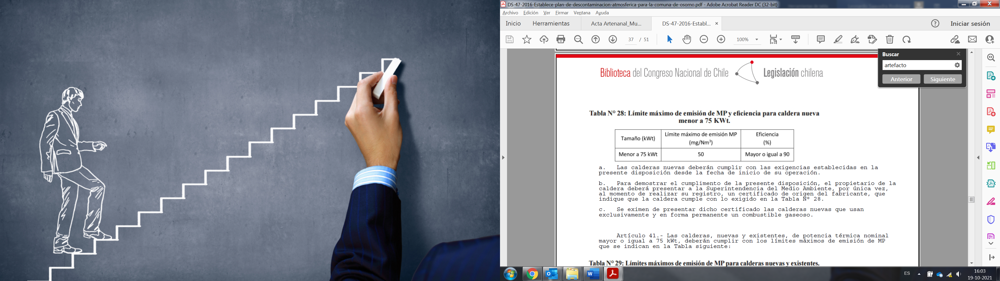 DS-47-2016-Establece-plan-de-descontaminacion-atmosferica-para-la-comuna-de-osorno.pdf - Adobe Acrobat Reader DC (32-bit)
Archivo Edición Ver Firmar Ventana Ayuda
Inicio Herramientas Acta Artenanal_Mu... DS-47-2016-Establ... × Iniciar sesión
37 / 51 100%
Buscar
artefacto
Anterior Siguiente
Biblioteca del Congreso Nacional de Chile Legislación chilena
Tabla N° 28: Límite máximo de emisión de MP y eficiencia para caldera nueva
menor a 75 KWt.
Tamaño (kWt) Límite máximo de emisión MP (mg/Nm³) Eficiencia (%)
Menor a 75 kWt 50 Mayor o igual a 90
a. Las calderas nuevas deberán cumplir con las exigencias establecidas en la
presente disposición desde la fecha de inicio de su operación.
b. Para demostrar el cumplimento de la presente disposición, el propietario de la
caldera deberá presentar a la Superintendencia del Medio Ambiente, por única vez,
al momento de realizar su registro, un certificado de origen del fabricante, que
indique que la caldera cumple con lo exigido en la Tabla Nº 28.
c. Se eximen de presentar dicho certificado las calderas nuevas que usan
exclusivamente y en forma permanente un combustible gaseoso.
Artículo 41.- Las calderas, nuevas y existentes, de potencia térmica nominal
mayor o igual a 75 kWt, deberán cumplir con los límites máximos de emisión de MP
que se indican en la Tabla siguiente:
Tabla N° 29: Límites máximos de emisión de MP para calderas nuevas y existentes.
ES
16:03
19-10-2021